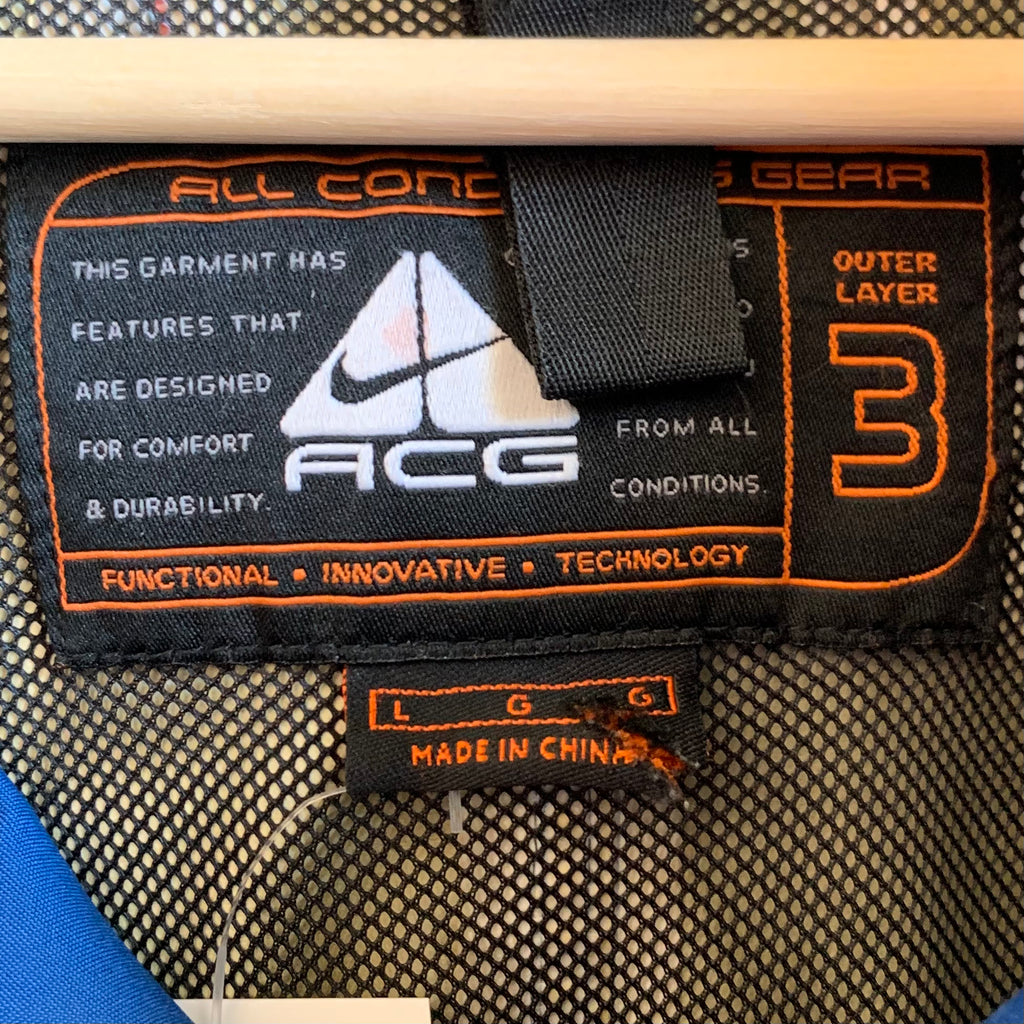 ALL COND S GEAR
THIS GARMENT HAS
FEATURES THAT
ARE DESIGNED
FOR COMFORT
& DURABILITY.
ACG
FROM ALL
CONDITIONS.
OUTER
LAYER
3
FUNCTIONAL • INNOVATIVE • TECHNOLOGY
L G G
MADE IN CHINA